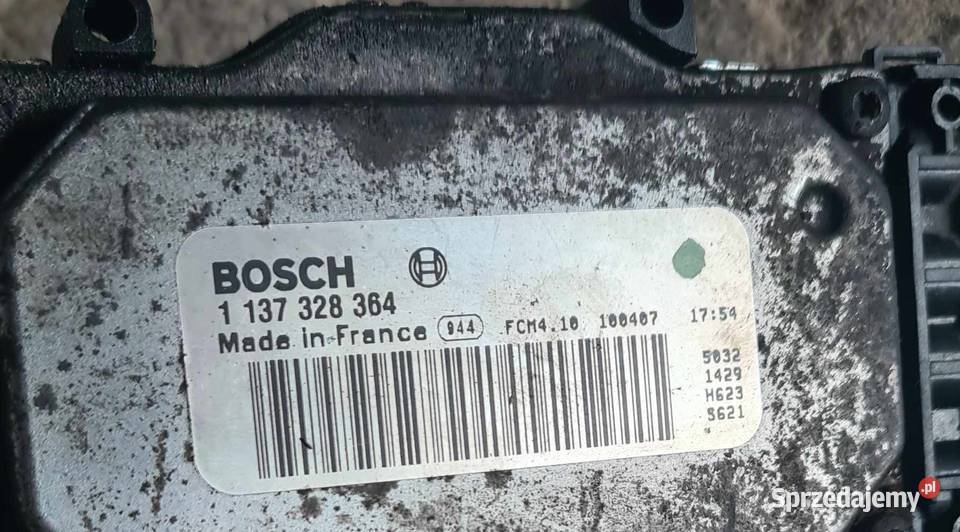 BOSCH
1 137 328 364
Made in France 944 FCM4.10 100407 17:54
5032
1429
H623
S621
Sprzedajemy.pl